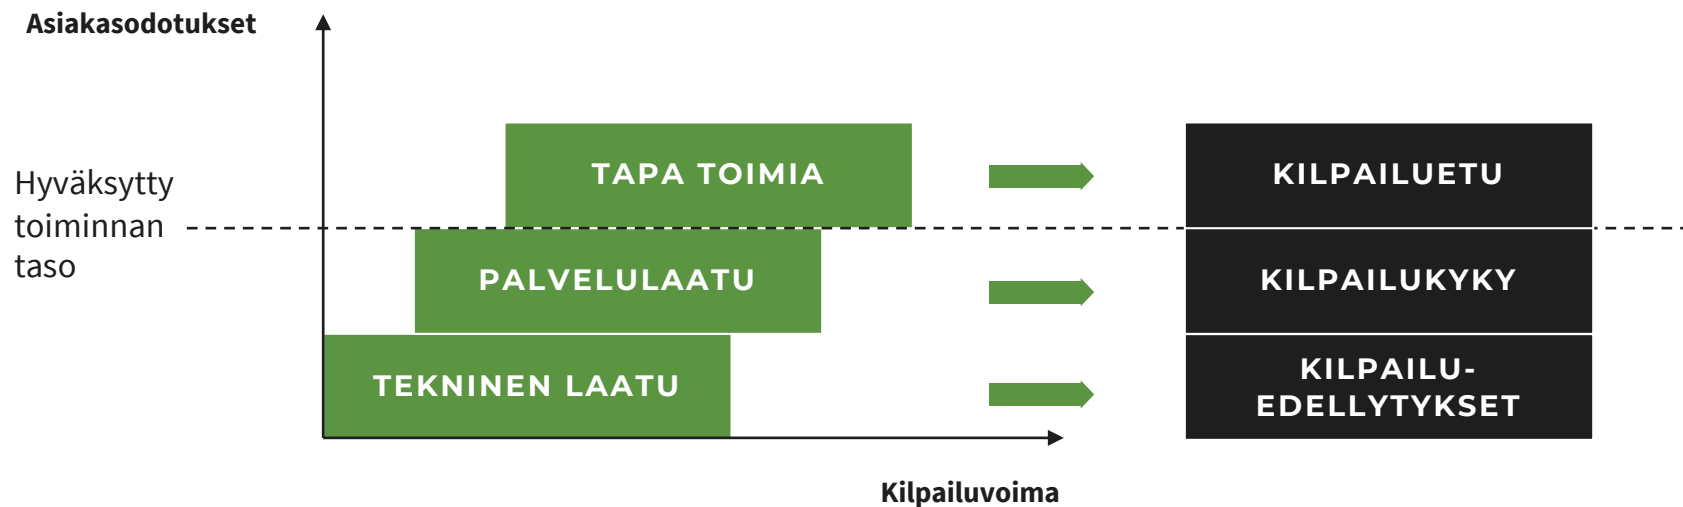 Asiakasodotukset
Hyväksytty
toiminnan
taso
TAPA TOIMIA
KILPAILUETU
PALVELULAATU
KILPAILUKYKY
TEKNINEN LAATU
KILPAILU-
EDELLYTYKSET
Kilpailuvoima